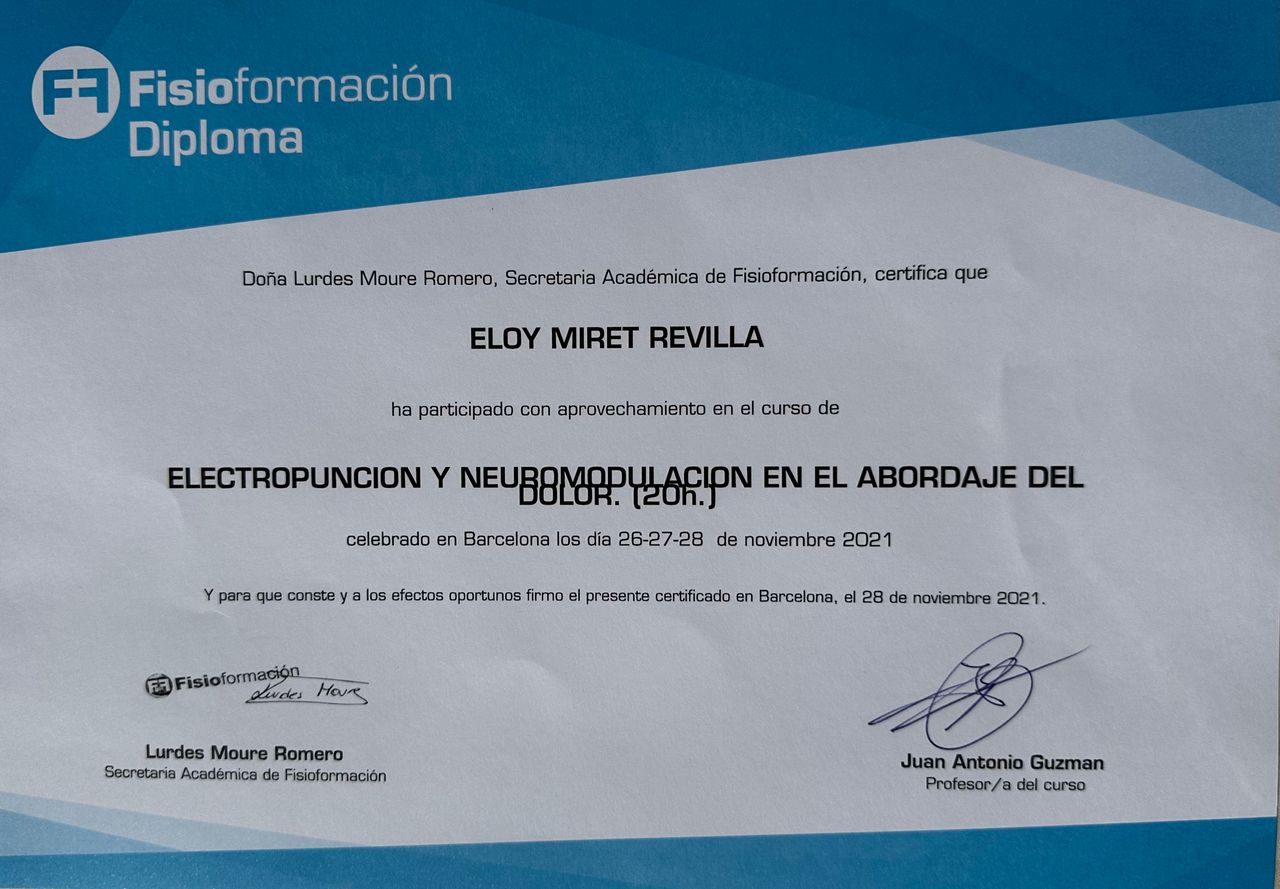 Fisioformación
Diploma
Doña Lurdes Moure Romero, Secretaria Académica de Fisioformación, certifica que
ELOY MIRET REVILLA
ha participado con aprovechamiento en el curso de
ELECTROPUNCION Y NEUROMODULACION EN EL ABORDAJE DEL
DOLOR. (20h.)
celebrado en Barcelona los día 26-27-28 de noviembre 2021
Y para que conste y a los efectos oportunos firmo el presente certificado en Barcelona, el 28 de noviembre 2021.
Fisioformación
Lurdes Moure
Lurdes Moure Romero
Secretaria Académica de Fisioformación
Juan Antonio Guzman
Profesor/a del curso